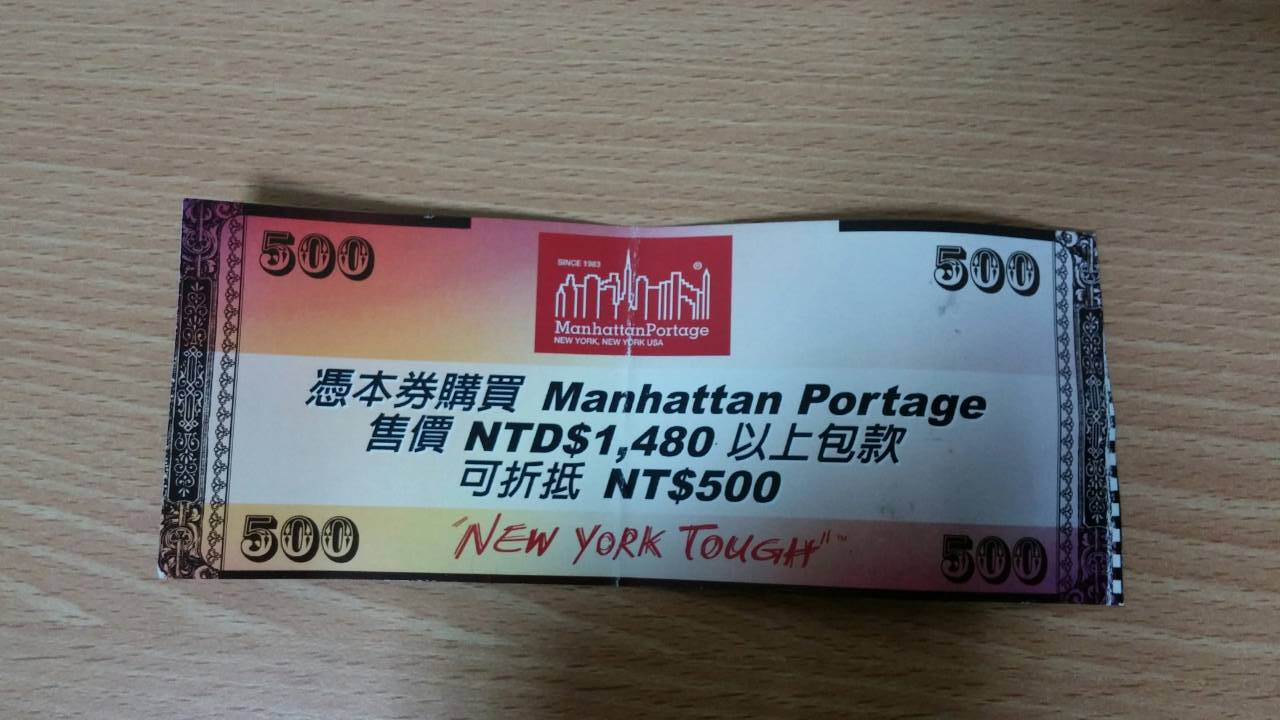 500
500
SINCE 1983
®
ManhattanPortage
NEW YORK, NEW YORK USA
憑本券購買 Manhattan Portage
售價 NTD$1,480 以上包款
可折抵 NT$500
500
"NEW YORK TOUGH"™
500